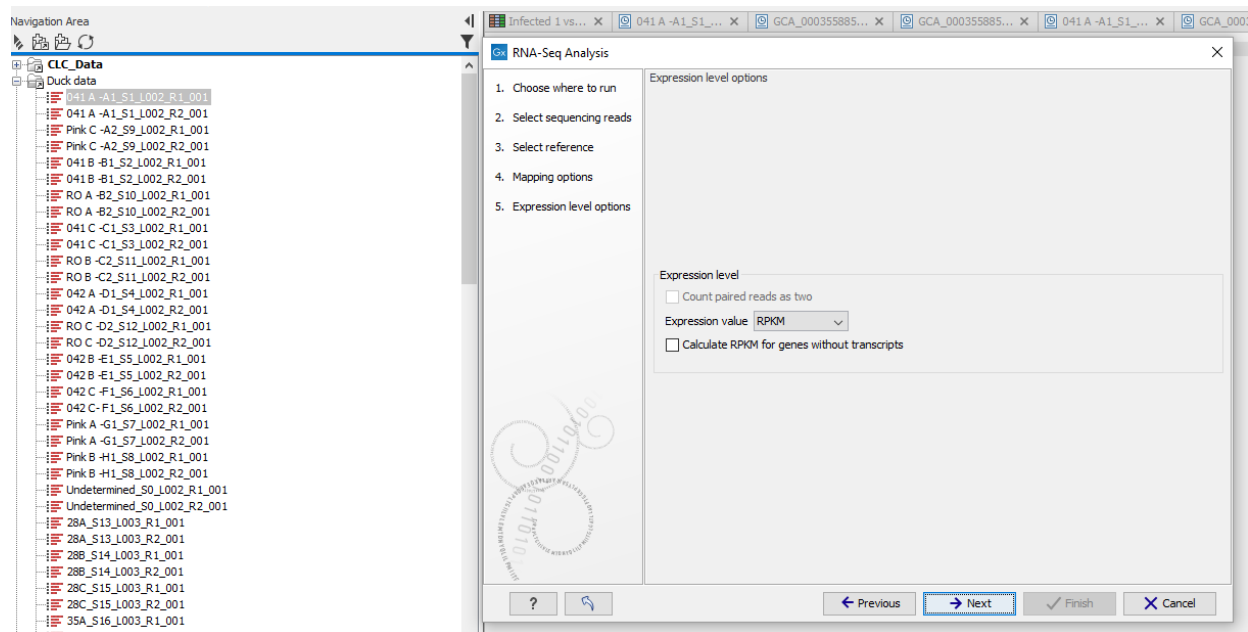 Navigation Area
CLC_Data
Duck data
041 A -A1_S1_L002_R1_001
041 A -A1_S1_L002_R2_001
Pink C -A2_S9_L002_R1_001
Pink C -A2_S9_L002_R2_001
041 B -B1_S2_L002_R1_001
041 B -B1_S2_L002_R2_001
RO A -B2_S10_L002_R1_001
RO A -B2_S10_L002_R2_001
041 C -C1_S3_L002_R1_001
041 C -C1_S3_L002_R2_001
RO B -C2_S11_L002_R1_001
RO B -C2_S11_L002_R2_001
042 A -D1_S4_L002_R1_001
042 A -D1_S4_L002_R2_001
RO C -D2_S12_L002_R1_001
RO C -D2_S12_L002_R2_001
042 B -E1_S5_L002_R1_001
042 B -E1_S5_L002_R2_001
042 C -F1_S6_L002_R1_001
042 C- F1_S6_L002_R2_001
Pink A -G1_S7_L002_R1_001
Pink A -G1_S7_L002_R2_001
Pink B -H1_S8_L002_R1_001
Pink B -H1_S8_L002_R2_001
Undetermined_S0_L002_R1_001
Undetermined_S0_L002_R2_001
28A_S13_L003_R1_001
28A_S13_L003_R2_001
28B_S14_L003_R1_001
28B_S14_L003_R2_001
28C_S15_L003_R1_001
28C_S15_L003_R2_001
35A_S16_L003_R1_001
Infected 1 vs... 041 A -A1_S1_... GCA_000355885... GCA_000355885... 041 A -A1_S1_... GCA_000
Gx RNA-Seq Analysis
1. Choose where to run
2. Select sequencing reads
3. Select reference
4. Mapping options
5. Expression level options
Expression level options
Expression level
Count paired reads as two
Expression value RPKM
Calculate RPKM for genes without transcripts
? Previous Next Finish Cancel